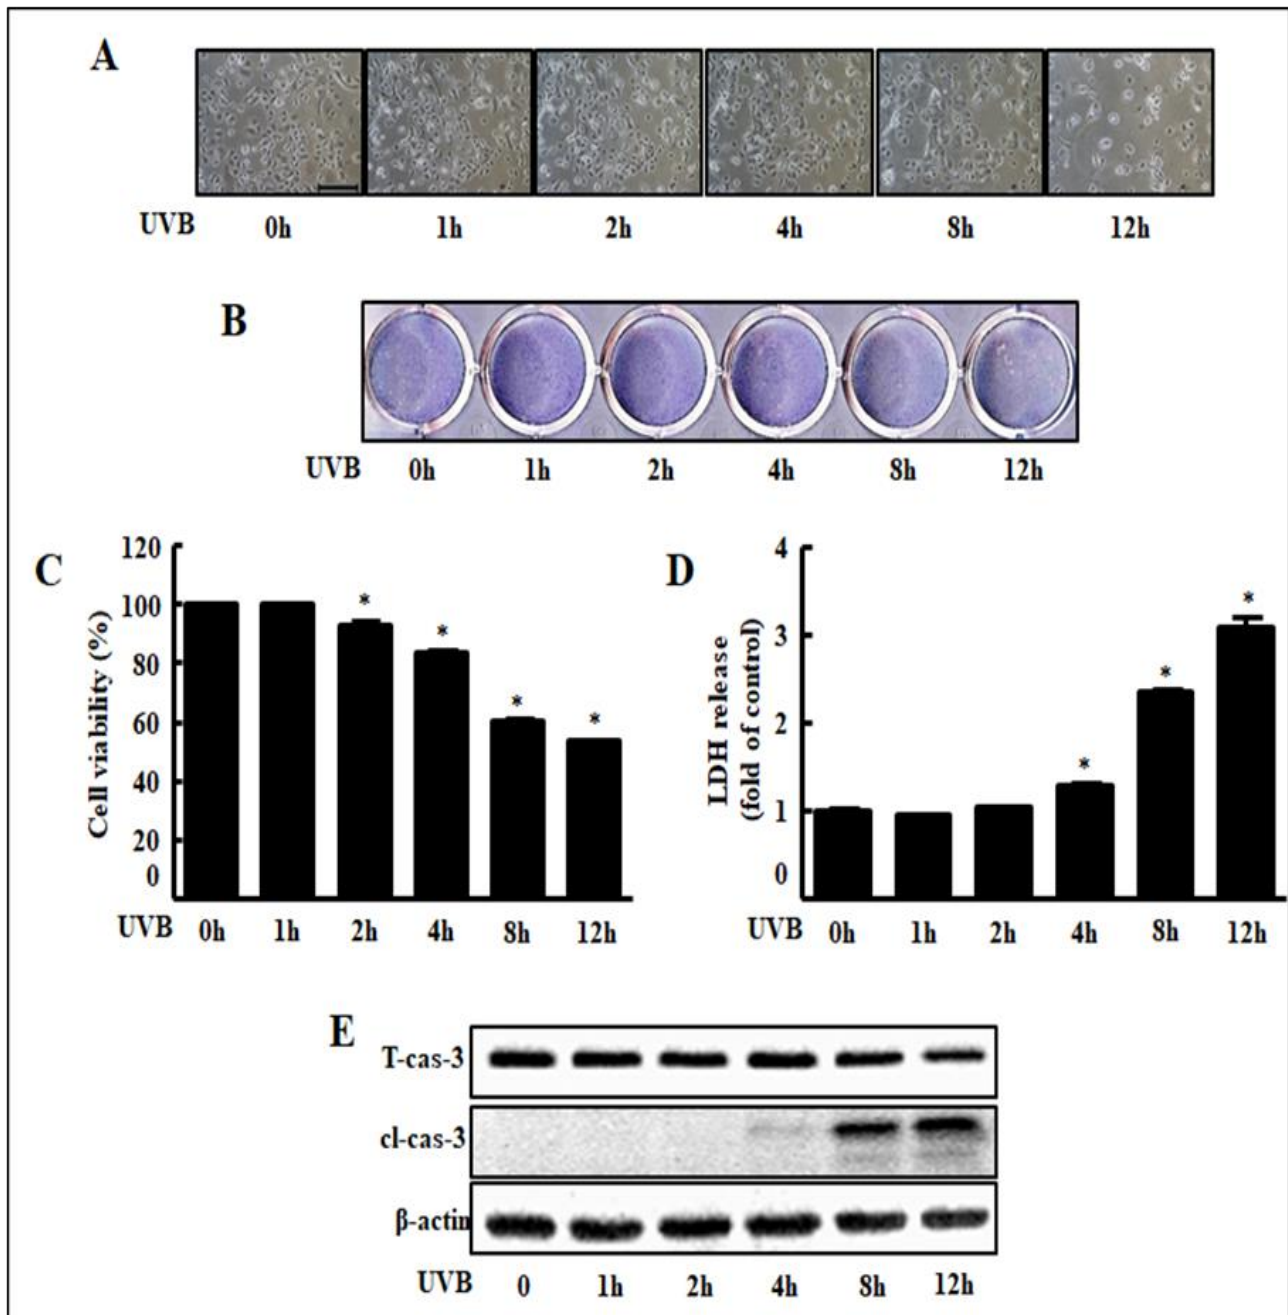 A
UVB 0h 1h 2h 4h 8h 12h
B
UVB 0h 1h 2h 4h 8h 12h
C
Cell viability (%)
120
100
80
60
40
20
0
* * * *
UVB 0h 1h 2h 4h 8h 12h
D
LDH release
(fold of control)
4
3
2
1
0
* * *
UVB 0h 1h 2h 4h 8h 12h
E
T-cas-3
cl-cas-3
β-actin
UVB 0 1h 2h 4h 8h 12h